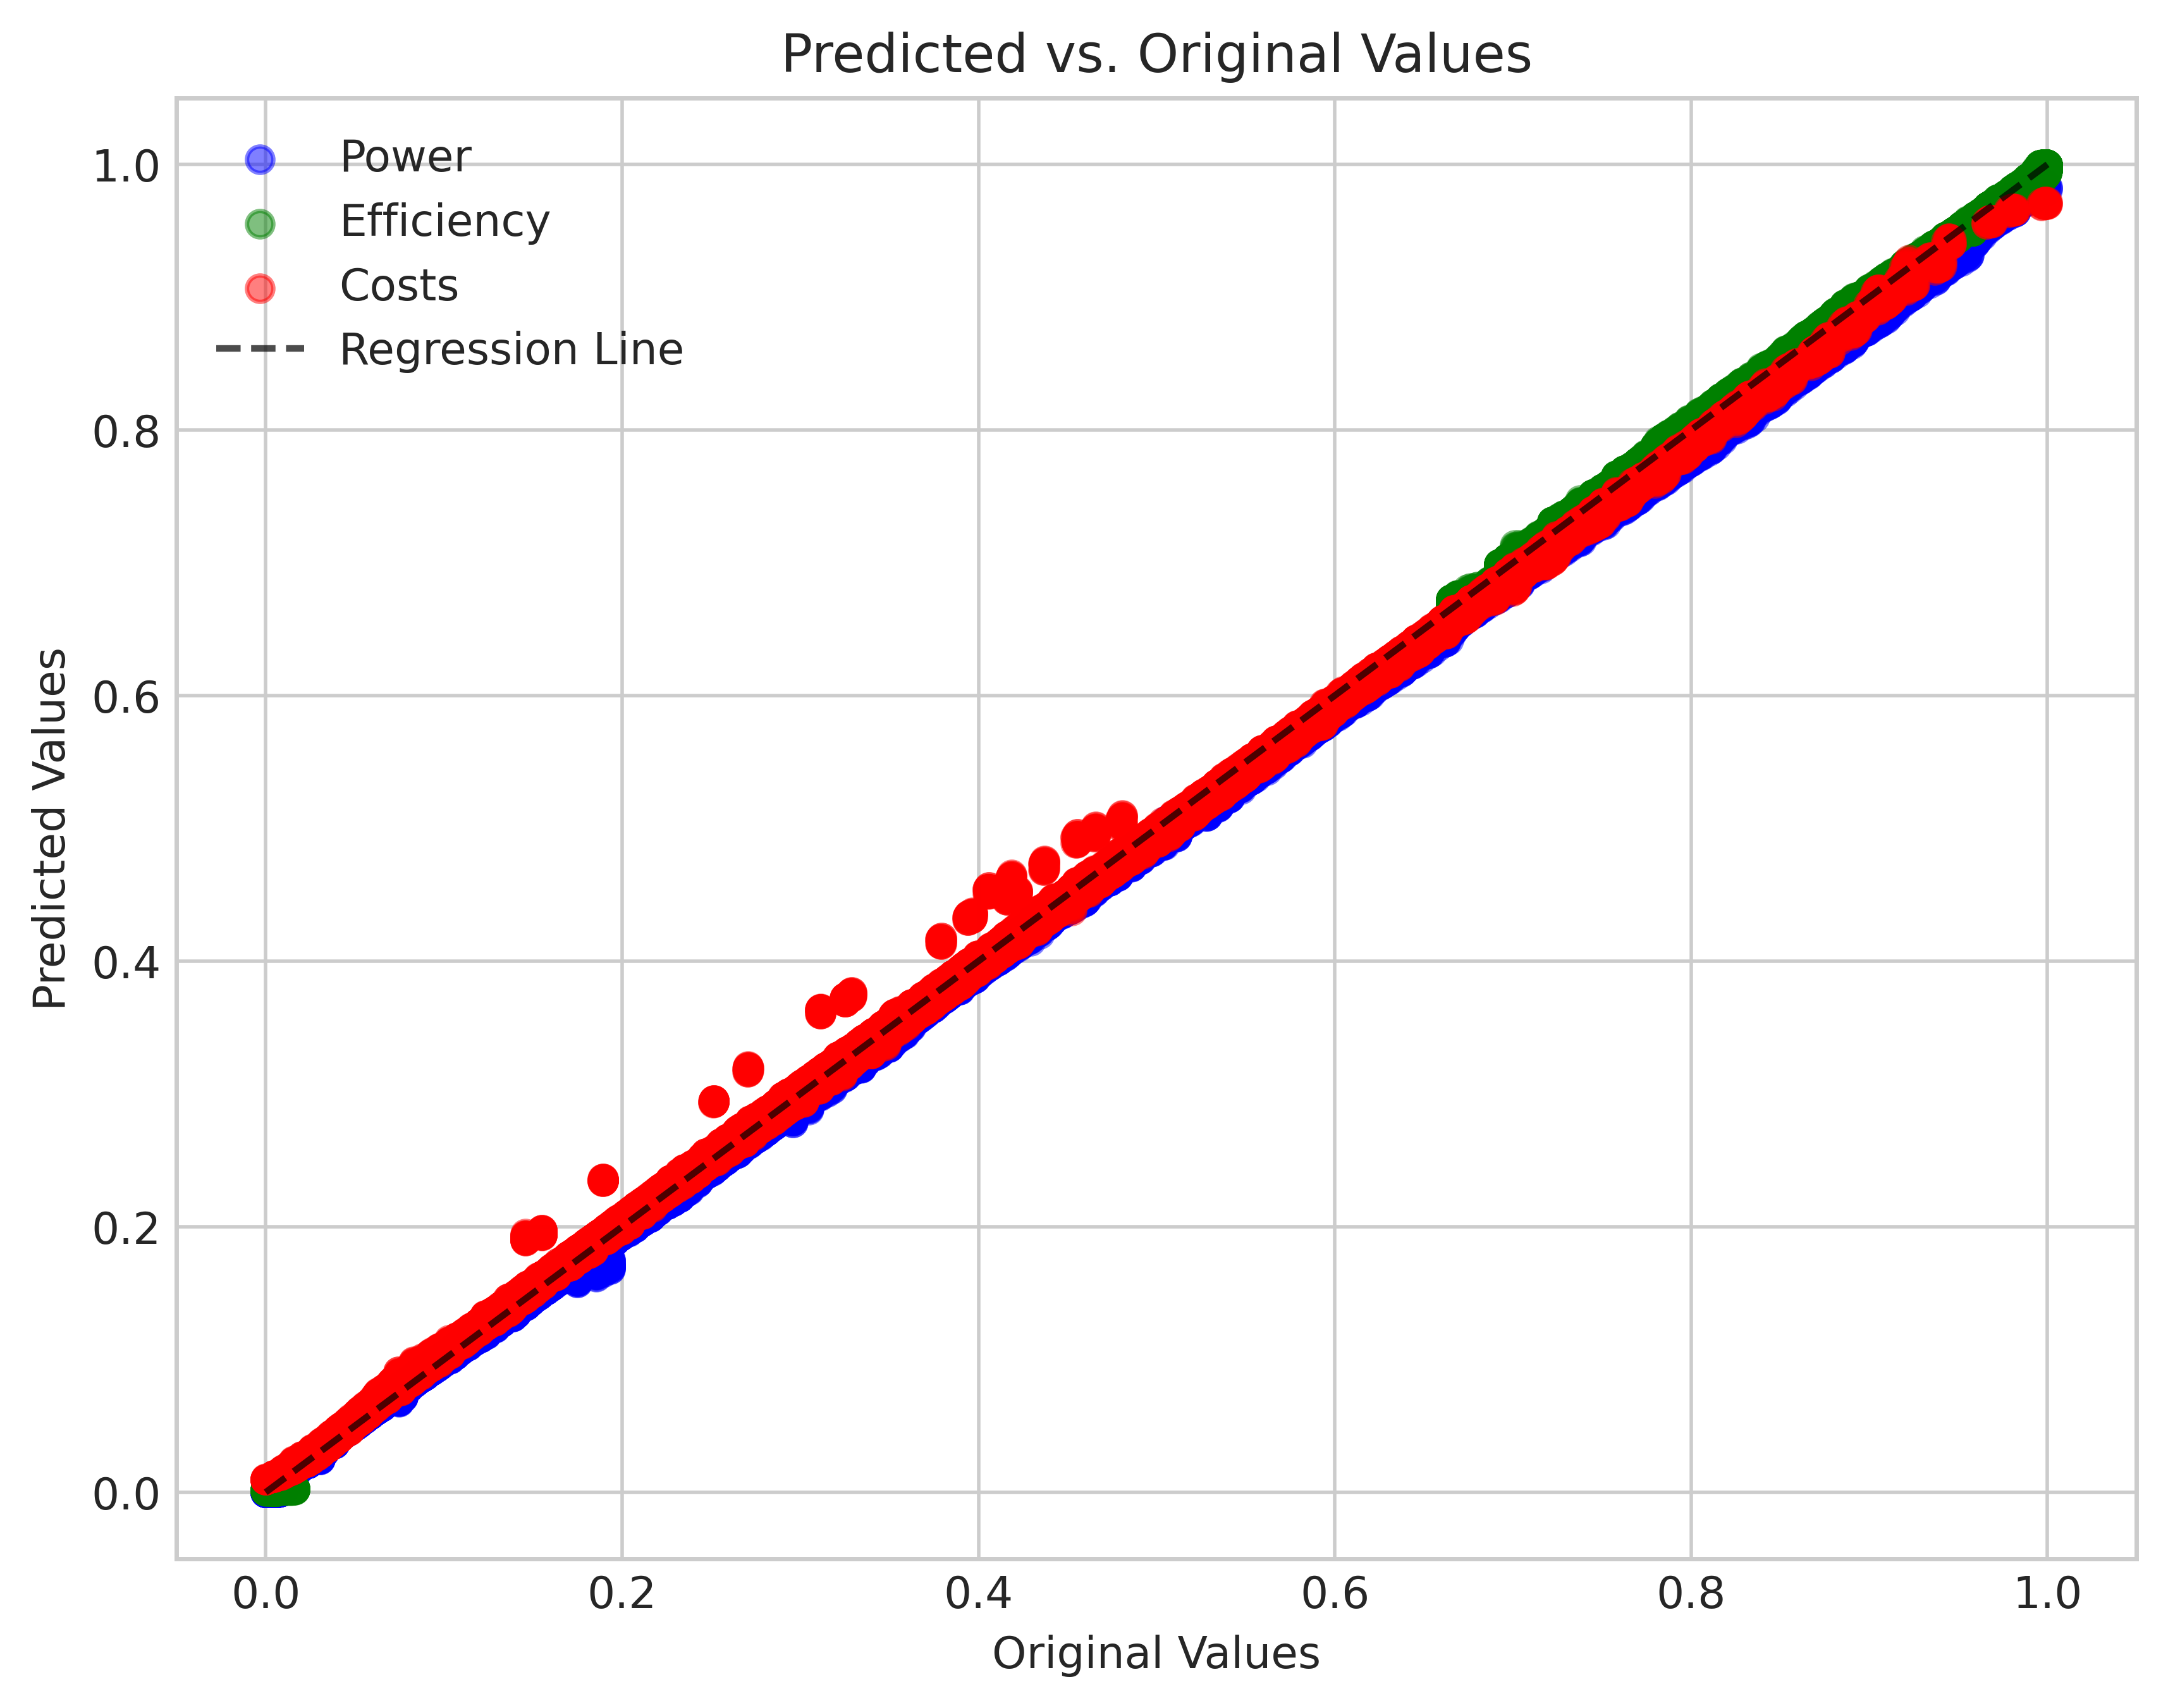 Predicted vs. Original Values
Power
Efficiency
Costs
Regression Line
Predicted Values
1.0
0.8
0.6
0.4
0.2
0.0
0.0 0.2 0.4 0.6 0.8 1.0
Original Values